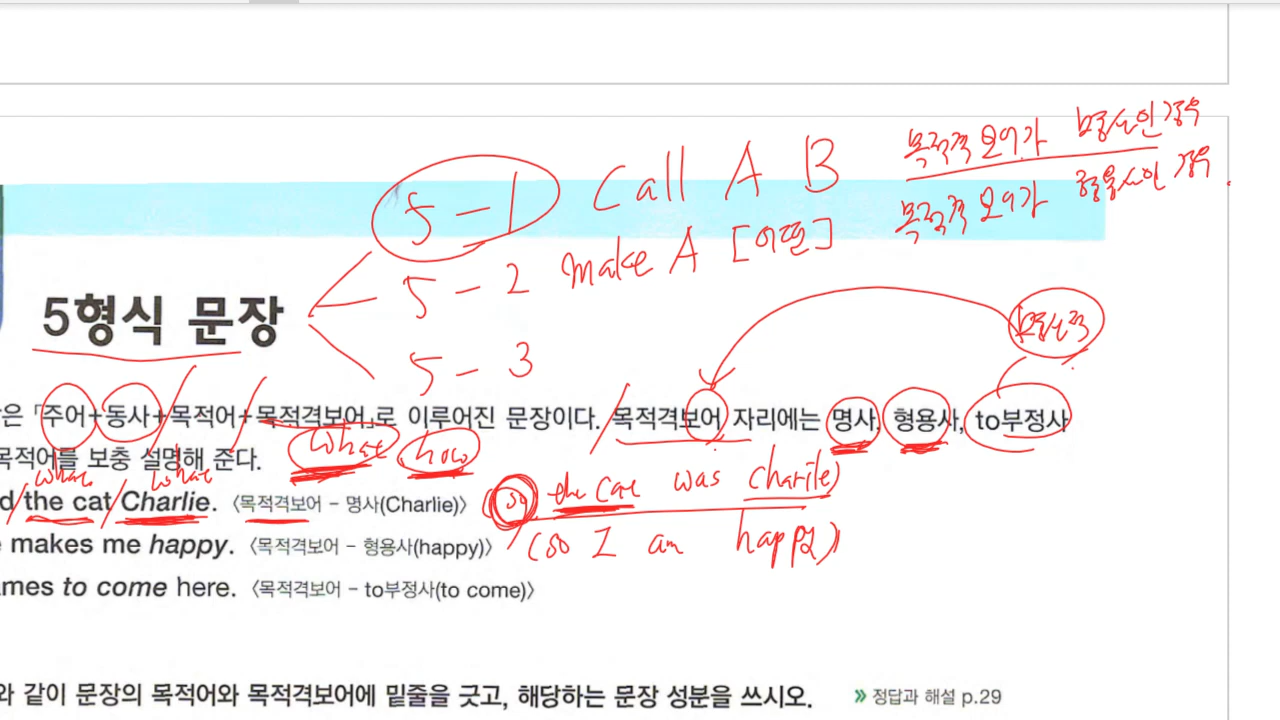 목적격 보어가 명사인 경우
5-1 Call A B
목적격 보어가 형용사인 경우
5-2 make A [어떤]
5형식 문장
5-3
명사적
은 「주어+동사+목적어+목적격보어」로 이루어진 문장이다. 목적격보어 자리에는 명사, 형용사, to부정사
목적어를 보충 설명해 준다. what how
what what
d the cat Charlie. 〈목적격보어 – 명사(Charlie)〉 (so the cat was charile)
makes me happy. 〈목적격보어 – 형용사(happy)〉 (so I am happy)
mes to come here. 〈목적격보어 – to부정사(to come)〉
와 같이 문장의 목적어와 목적격보어에 밑줄을 긋고, 해당하는 문장 성분을 쓰시오. » 정답과 해설 p.29